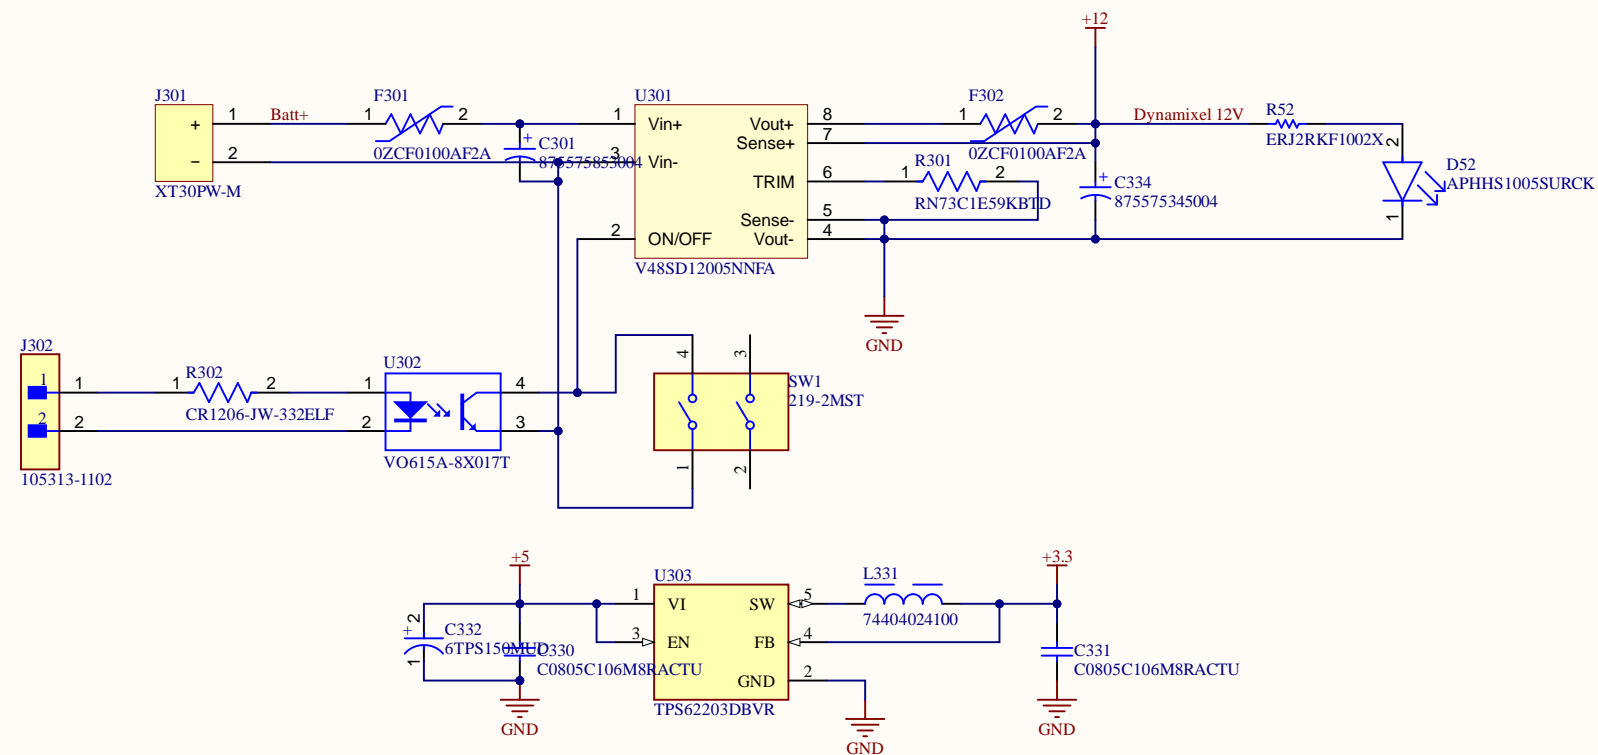 +12
J301
+
−
1
2
XT30PW-M
Batt+
F301
1
2
0ZCF0100AF2A
+
C301
875575853004
U301
1
3
2
Vin+
Vin-
ON/OFF
Vout+
Sense+
TRIM
Sense-
Vout-
8
7
6
5
4
V48SD12005NNFA
F302
1
2
0ZCF0100AF2A
R301
1
2
RN73C1E59KBTD
+
C334
875575345004
Dynamixel 12V
R52
ERJ2RKF1002X
2
D52
APHHS1005SURCK
1
GND
J302
1
2
1
2
105313-1102
R302
1
2
CR1206-JW-332ELF
U302
1
2
4
3
VO615A-8X017T
4
3
SW1
219-2MST
1
2
+5
2
+
C332
6TPS150MUD
1
C330
C0805C106M8RACTU
GND
U303
1
3
VI
EN
SW
FB
GND
5
4
2
TPS62203DBVR
GND
L331
74404024100
+3.3
C331
C0805C106M8RACTU
GND